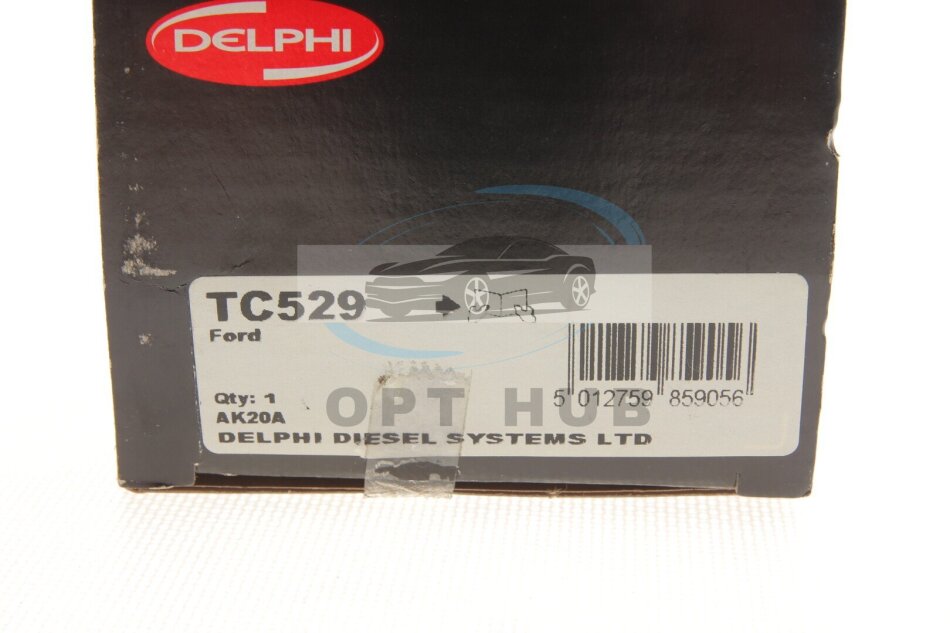 DELPHI
TC529
Ford
Qty: 1
AK20A
DELPHI DIESEL SYSTEMS LTD
5 012759 859056
OPT HUB